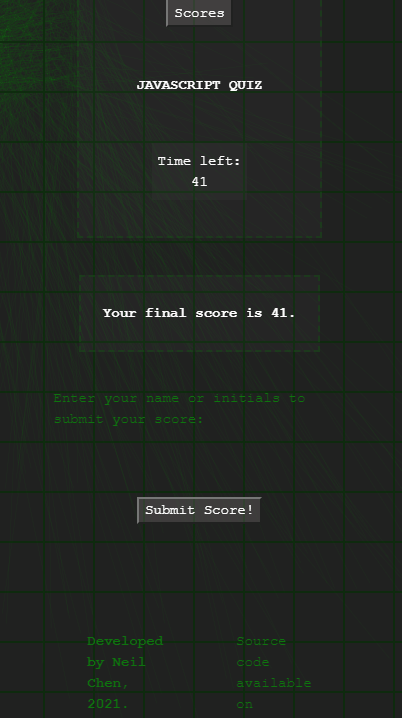 Scores
JAVASCRIPT QUIZ
Time left:
41
Your final score is 41.
Enter your name or initials to
submit your score:
Submit Score!
Developed
by Neil
Chen,
2021.
Source
code
available
on